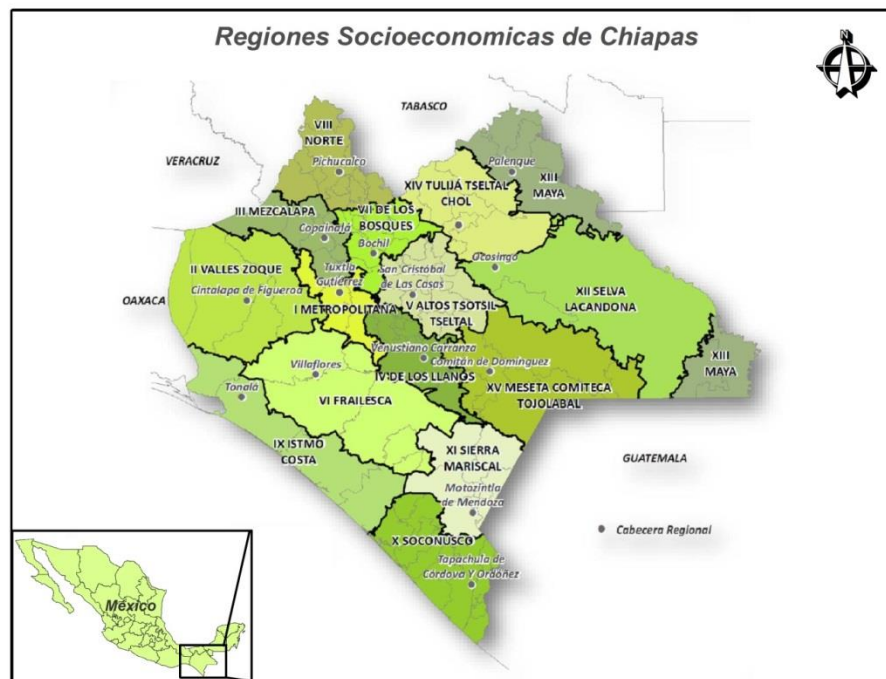 Regiones Socioeconomicas de Chiapas
N
TABASCO
VERACRUZ
VIII
NORTE
Pichucalco
Palenque
XIII
MAYA
XIV TULIJÁ TSELTAL
CHOL
III MEZCALAPA
Copainalá
VII DE LOS
BOSQUES
Bochil
Ocosingo
II VALLES ZOQUE
Cintalapa de Figueroa
Tuxtla
Gutiérrez
I METROPOLITANA
San Cristóbal
de Las Casas
V ALTOS TSOTSIL
TSELTAL
XII SELVA
LACANDONA
OAXACA
Venustiano Carranza
IV DE LOS LLANOS
Comitán de Domínguez
XV MESETA COMITECA
TOJOLABAL
XIII
MAYA
Villaflores
VI FRAILESCA
Tonalá
IX ISTMO
COSTA
XI SIERRA
MARISCAL
Motozintla
de Mendoza
GUATEMALA
Cabecera Regional
X SOCONUSCO
Tapachula de
Córdova Y Ordóñez
México